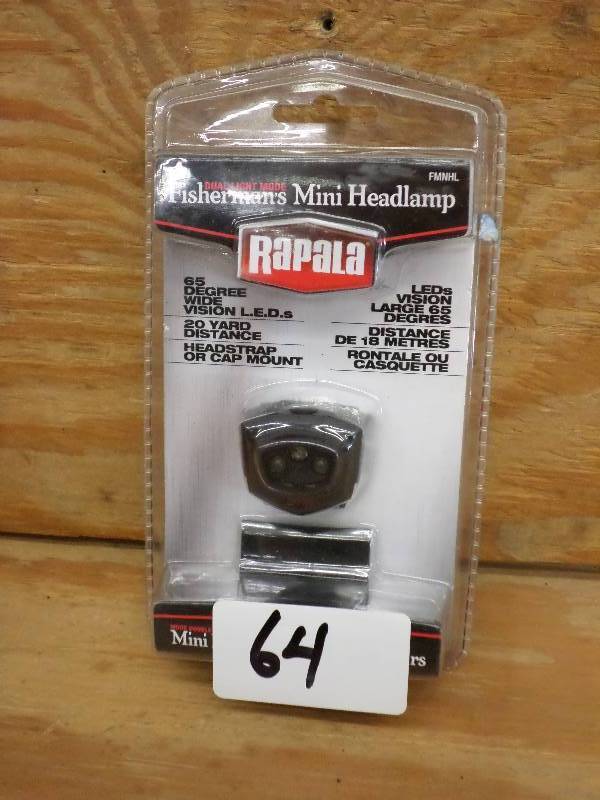 FMNHL
DUAL LIGHT MODE
Fisherman's Mini Headlamp
Rapala
65
DEGREE
WIDE
VISION L.E.D.s
20 YARD
DISTANCE
HEADSTRAP
OR CAP MOUNT
LEDs
VISION
LARGE 65
DEGRES
DISTANCE
DE 18 METRES
RONTALE OU
CASQUETTE
Mini
64